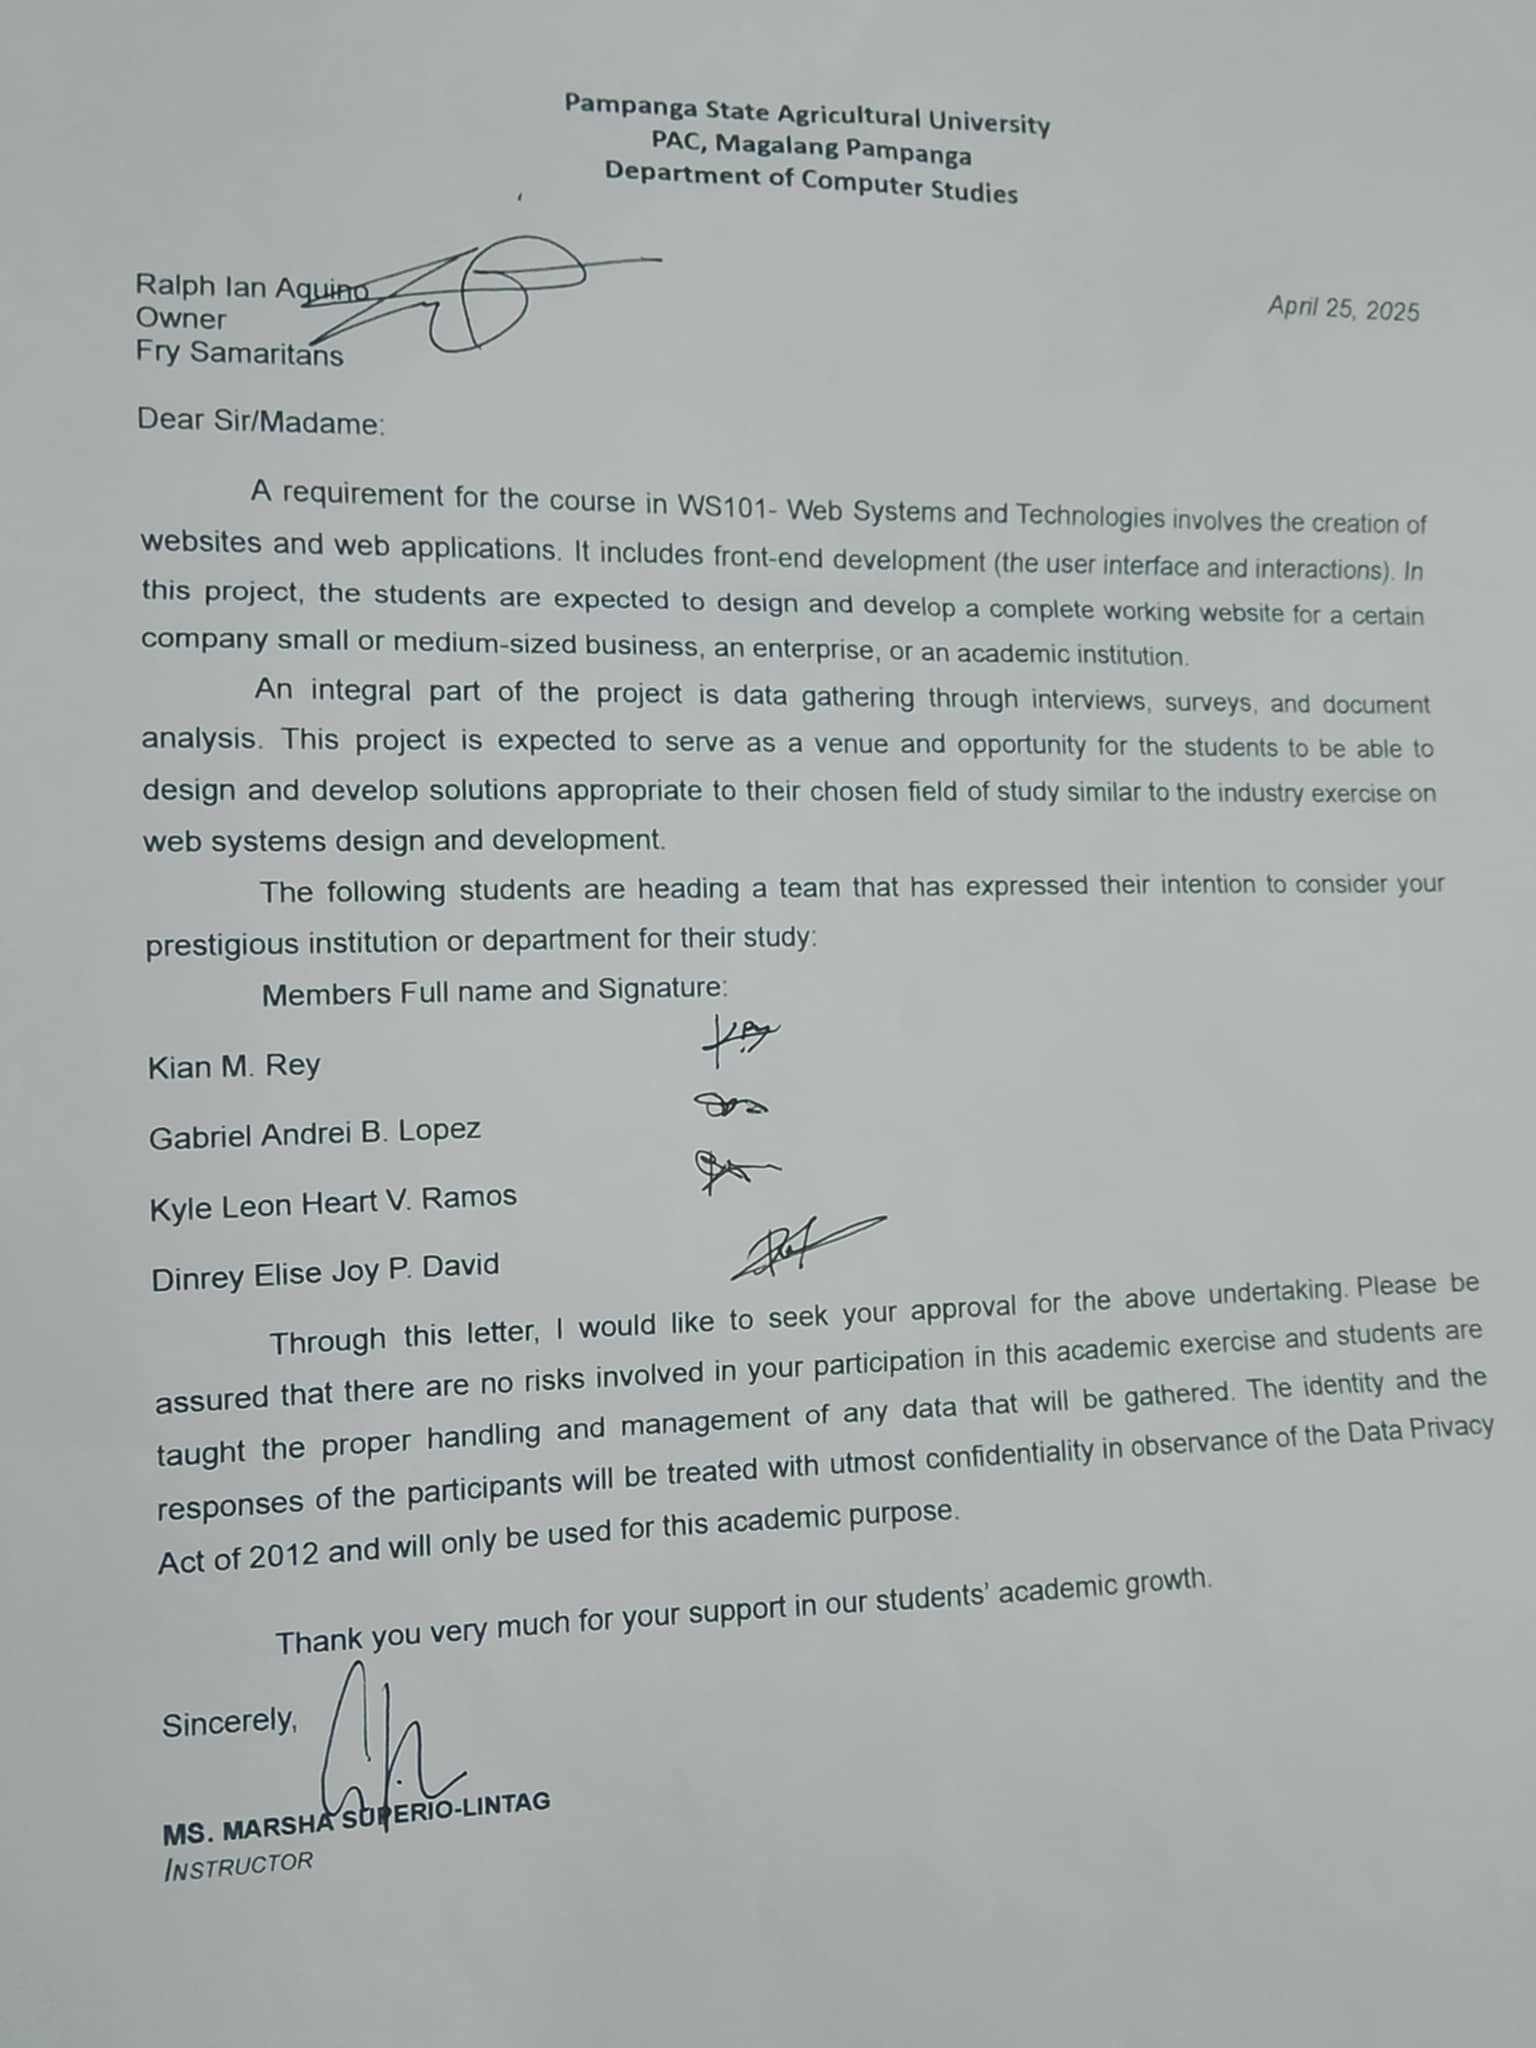 Pampanga State Agricultural University
PAC, Magalang Pampanga
Department of Computer Studies
Ralph Ian Aquino
Owner
Fry Samaritans
April 25, 2025
Dear Sir/Madame:
A requirement for the course in WS101- Web Systems and Technologies involves the creation of
websites and web applications. It includes front-end development (the user interface and interactions). In
this project, the students are expected to design and develop a complete working website for a certain
company small or medium-sized business, an enterprise, or an academic institution.
An integral part of the project is data gathering through interviews, surveys, and document
analysis. This project is expected to serve as a venue and opportunity for the students to be able to
design and develop solutions appropriate to their chosen field of study similar to the industry exercise on
web systems design and development.
The following students are heading a team that has expressed their intention to consider your
prestigious institution or department for their study:
Members Full name and Signature:
Kian M. Rey
Gabriel Andrei B. Lopez
Kyle Leon Heart V. Ramos
Dinrey Elise Joy P. David
Through this letter, I would like to seek your approval for the above undertaking. Please be
assured that there are no risks involved in your participation in this academic exercise and students are
taught the proper handling and management of any data that will be gathered. The identity and the
responses of the participants will be treated with utmost confidentiality in observance of the Data Privacy
Act of 2012 and will only be used for this academic purpose.
Thank you very much for your support in our students’ academic growth.
Sincerely,
MS. MARSHA SUPERIO-LINTAG
INSTRUCTOR